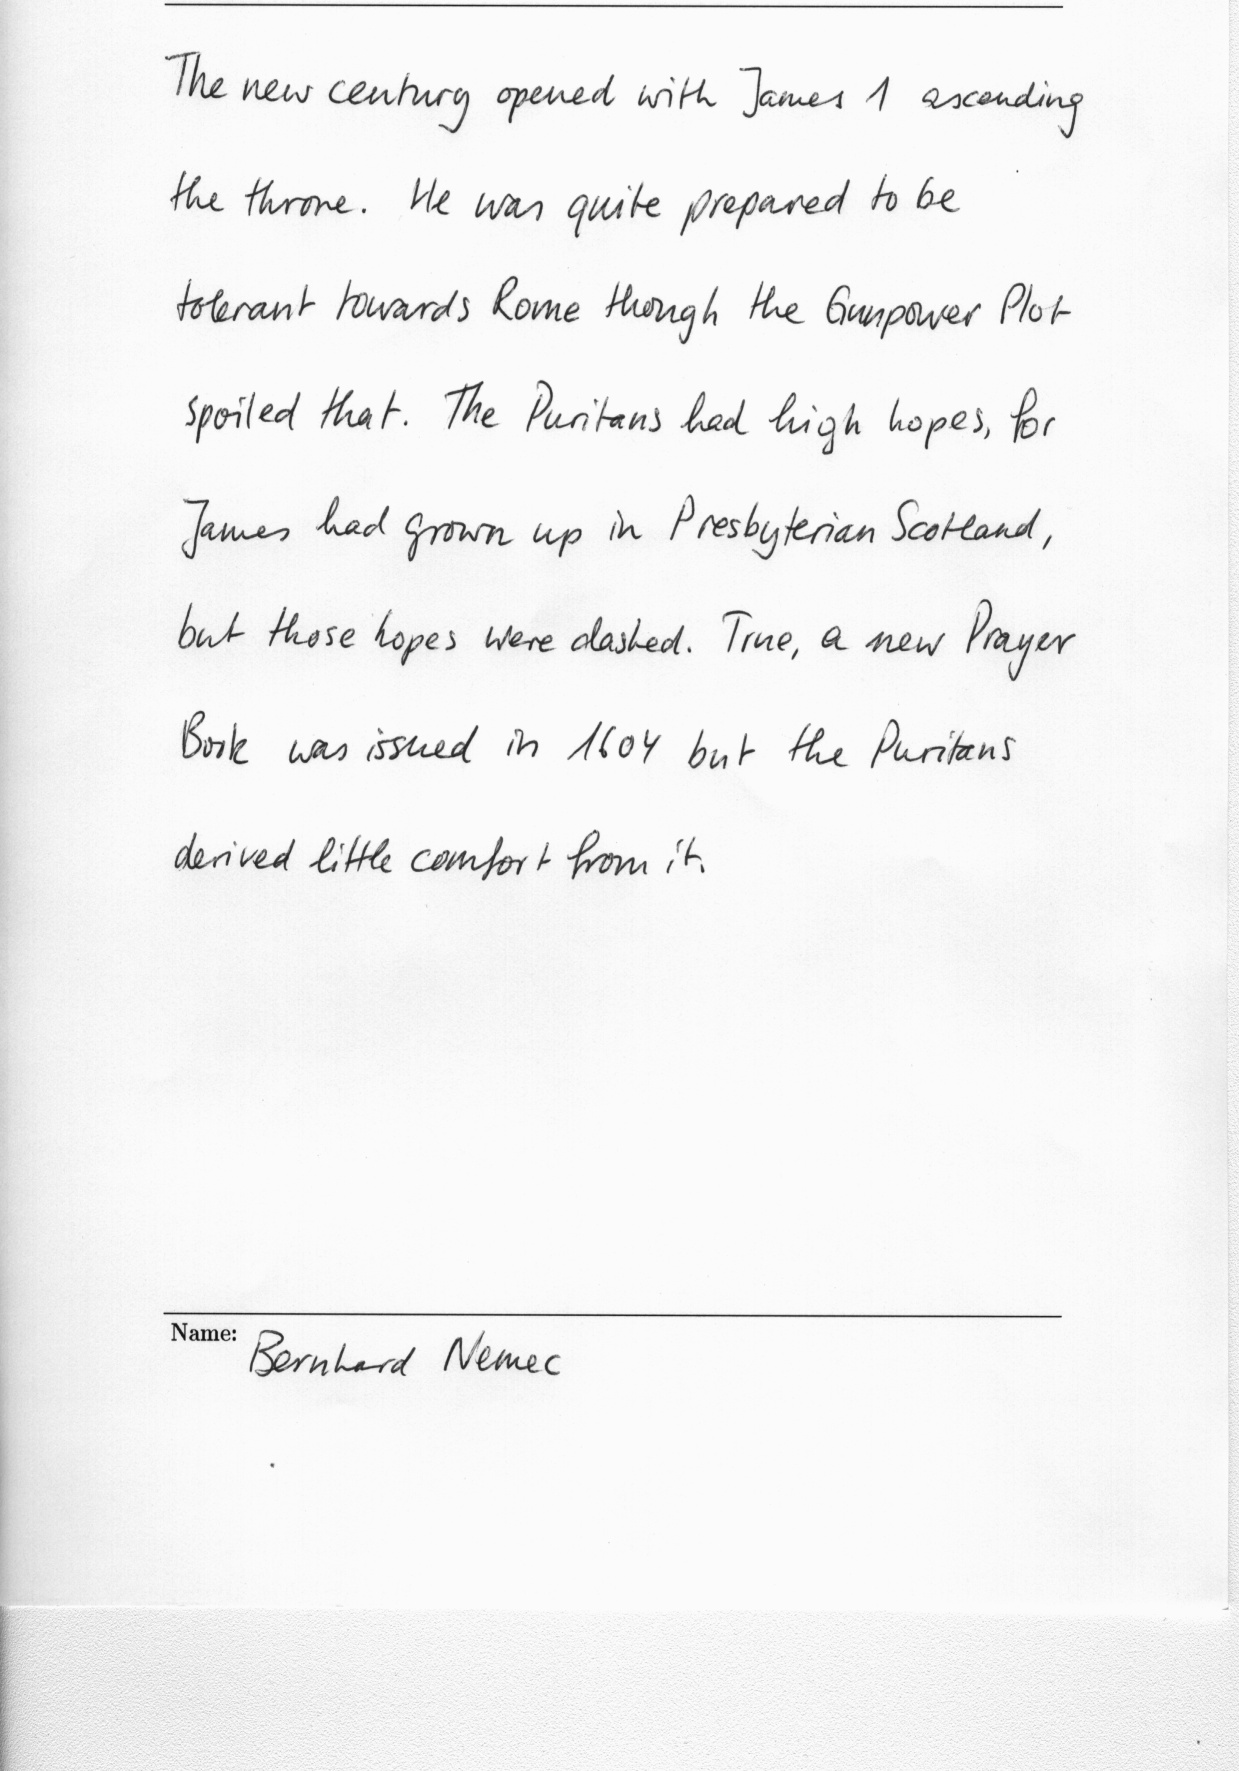 The new century opened with James 1 ascending
the throne. He was quite prepared to be
tolerant towards Rome though the Gunpower Plot
spoiled that. The Puritans had high hopes, for
James had grown up in Presbyterian Scotland,
but those hopes were dashed. True, a new Prayer
Book was issued in 1604 but the Puritans
derived little comfort from it.
Name: Bernhard Nemec